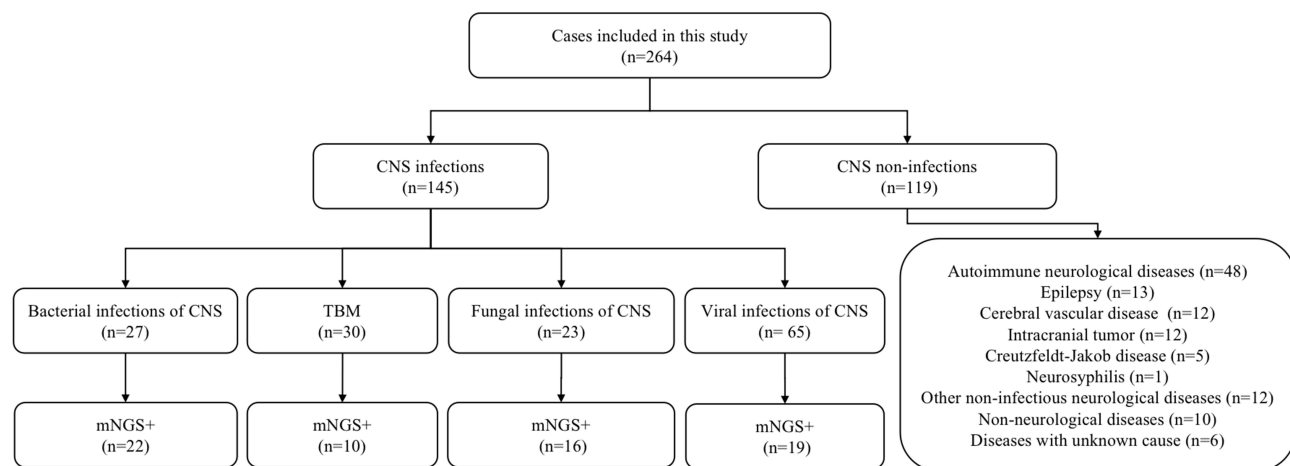 Cases included in this study
(n=264)
CNS infections
(n=145)
CNS non-infections
(n=119)
Bacterial infections of CNS
(n=27)
TBM
(n=30)
Fungal infections of CNS
(n=23)
Viral infections of CNS
(n= 65)
Autoimmune neurological diseases (n=48)
Epilepsy (n=13)
Cerebral vascular disease (n=12)
Intracranial tumor (n=12)
Creutzfeldt-Jakob disease (n=5)
Neurosyphilis (n=1)
Other non-infectious neurological diseases (n=12)
Non-neurological diseases (n=10)
Diseases with unknown cause (n=6)
mNGS+
(n=22)
mNGS+
(n=10)
mNGS+
(n=16)
mNGS+
(n=19)